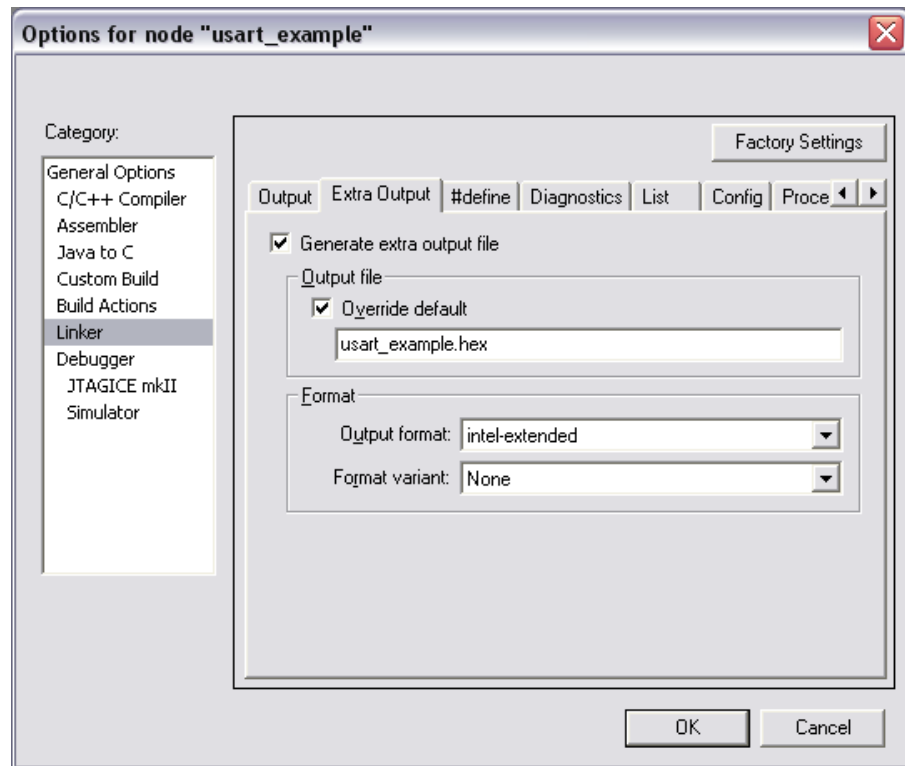 Options for node "usart_example"
Category:
General Options
C/C++ Compiler
Assembler
Java to C
Custom Build
Build Actions
Linker
Debugger
JTAGICE mkII
Simulator
Factory Settings
Output
Extra Output
#define
Diagnostics
List
Config
Proce
Generate extra output file
Output file
Override default
usart_example.hex
Format
Output format:
intel-extended
Format variant:
None
OK
Cancel